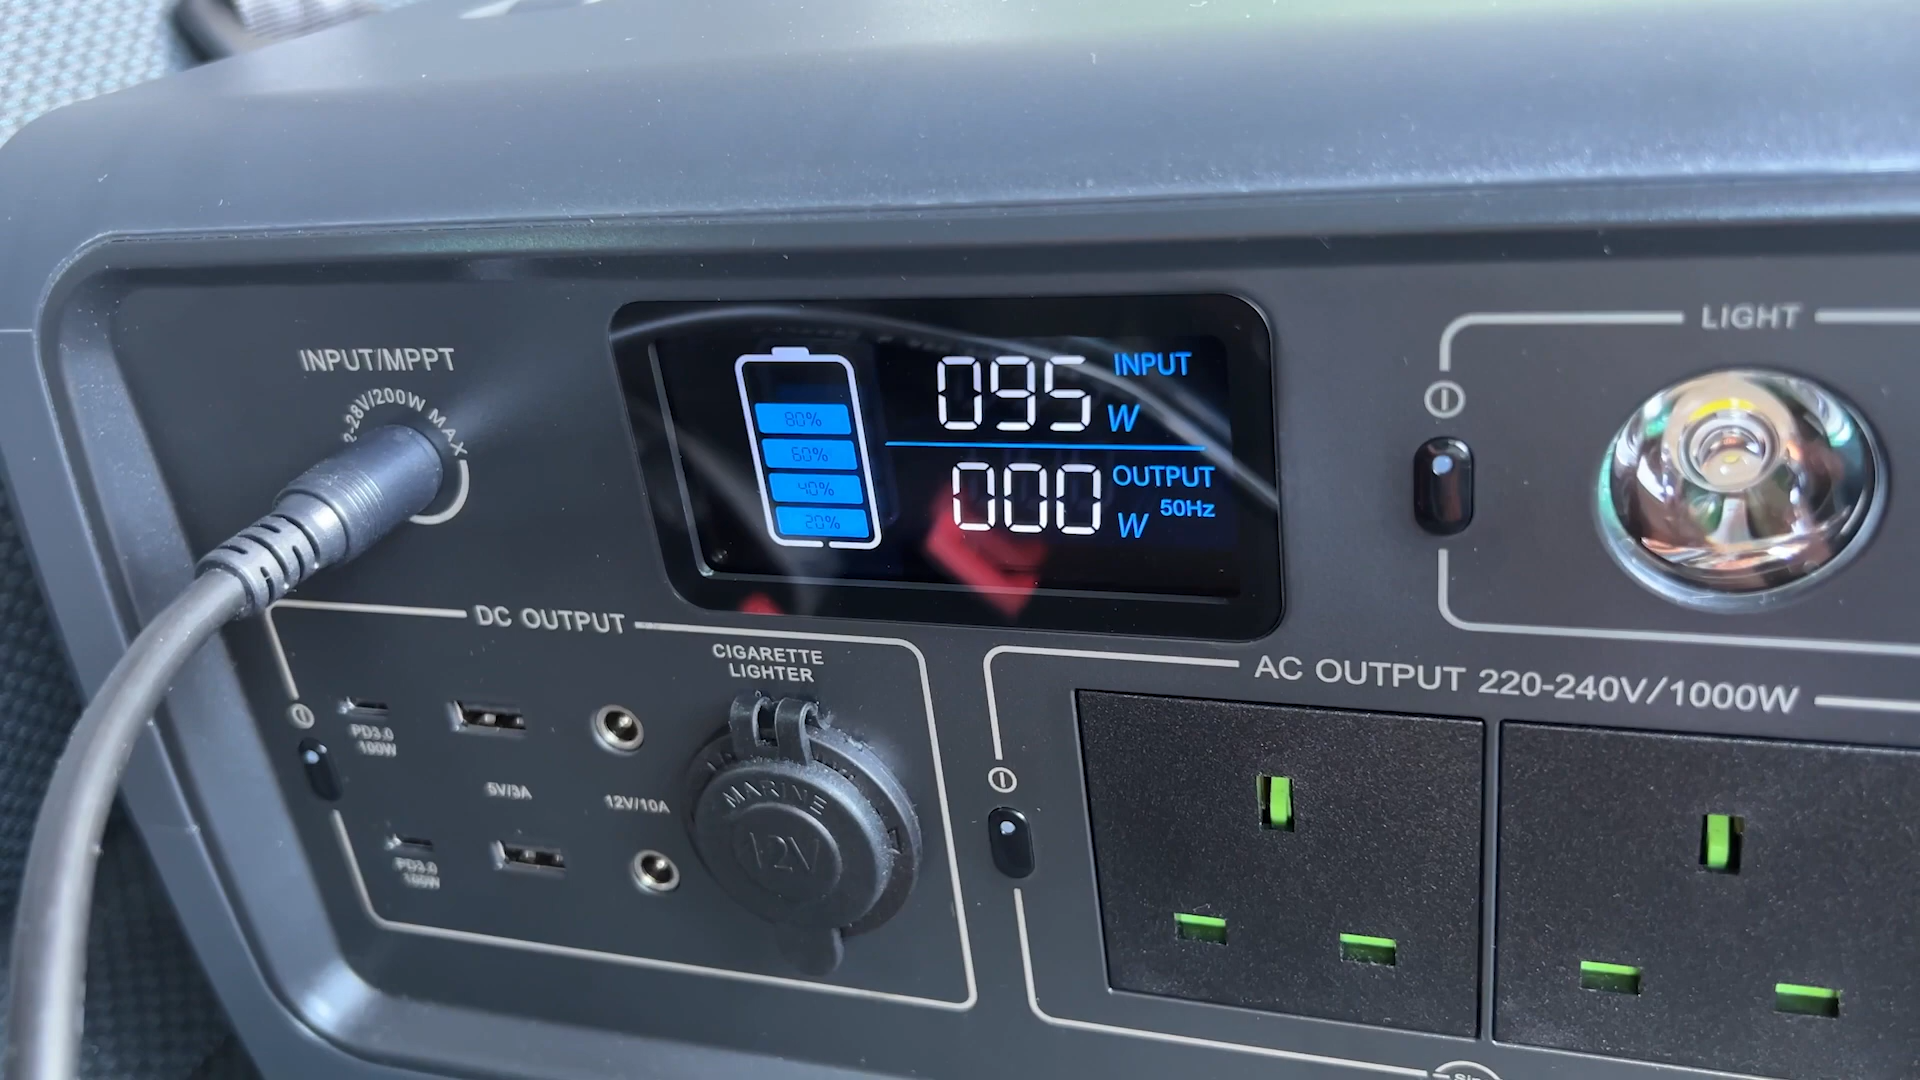 INPUT/MPPT
2-28V/200W MAX
80%
60%
40%
20%
095 W INPUT
000 W OUTPUT
50Hz
LIGHT
DC OUTPUT
CIGARETTE
LIGHTER
PD3.0
100W
5V/3A
12V/10A
PD3.0
100W
MARINE
12V
AC OUTPUT 220-240V/1000W